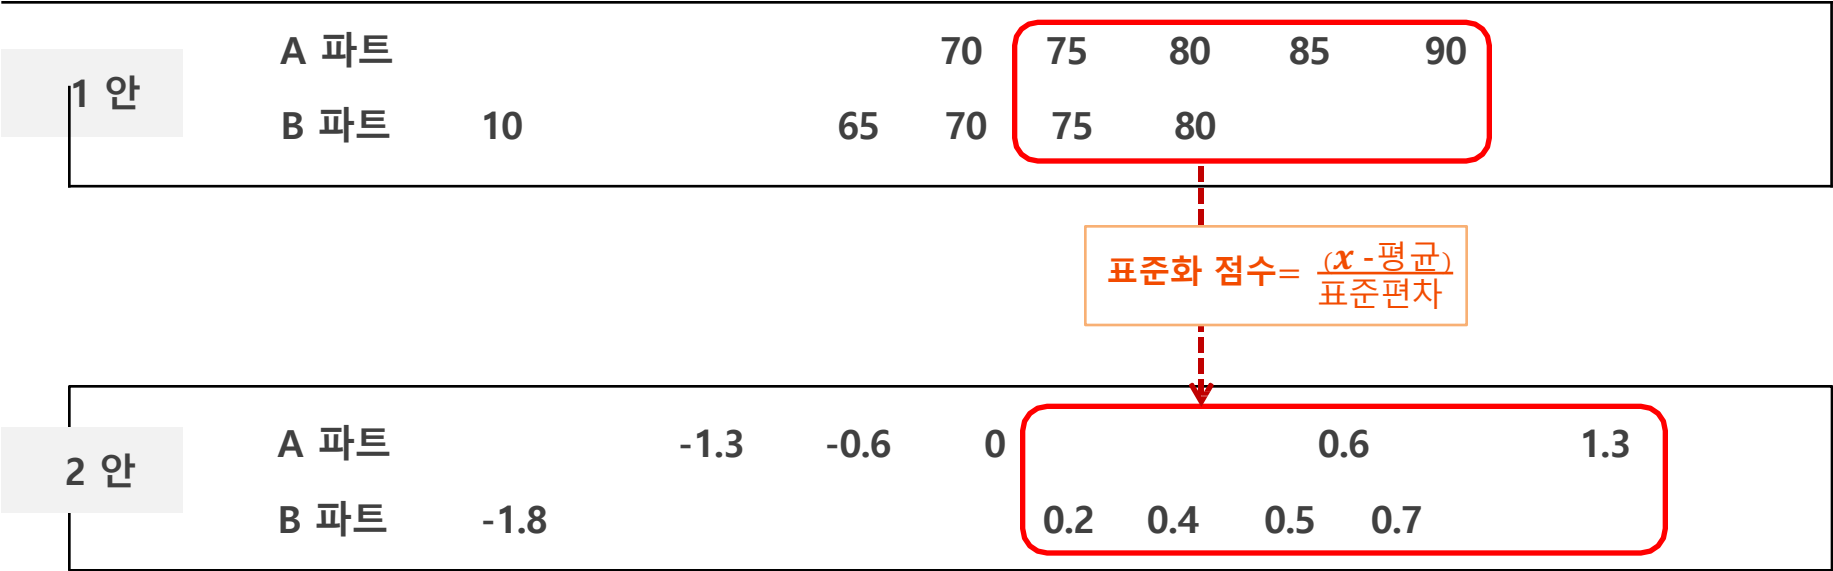 1 안
A 파트 70 75 80 85 90
B 파트 10 65 70 75 80
표준화 점수= (x -평균)
표준편차
2 안
A 파트 -1.3 -0.6 0 0.6 1.3
B 파트 -1.8 0.2 0.4 0.5 0.7